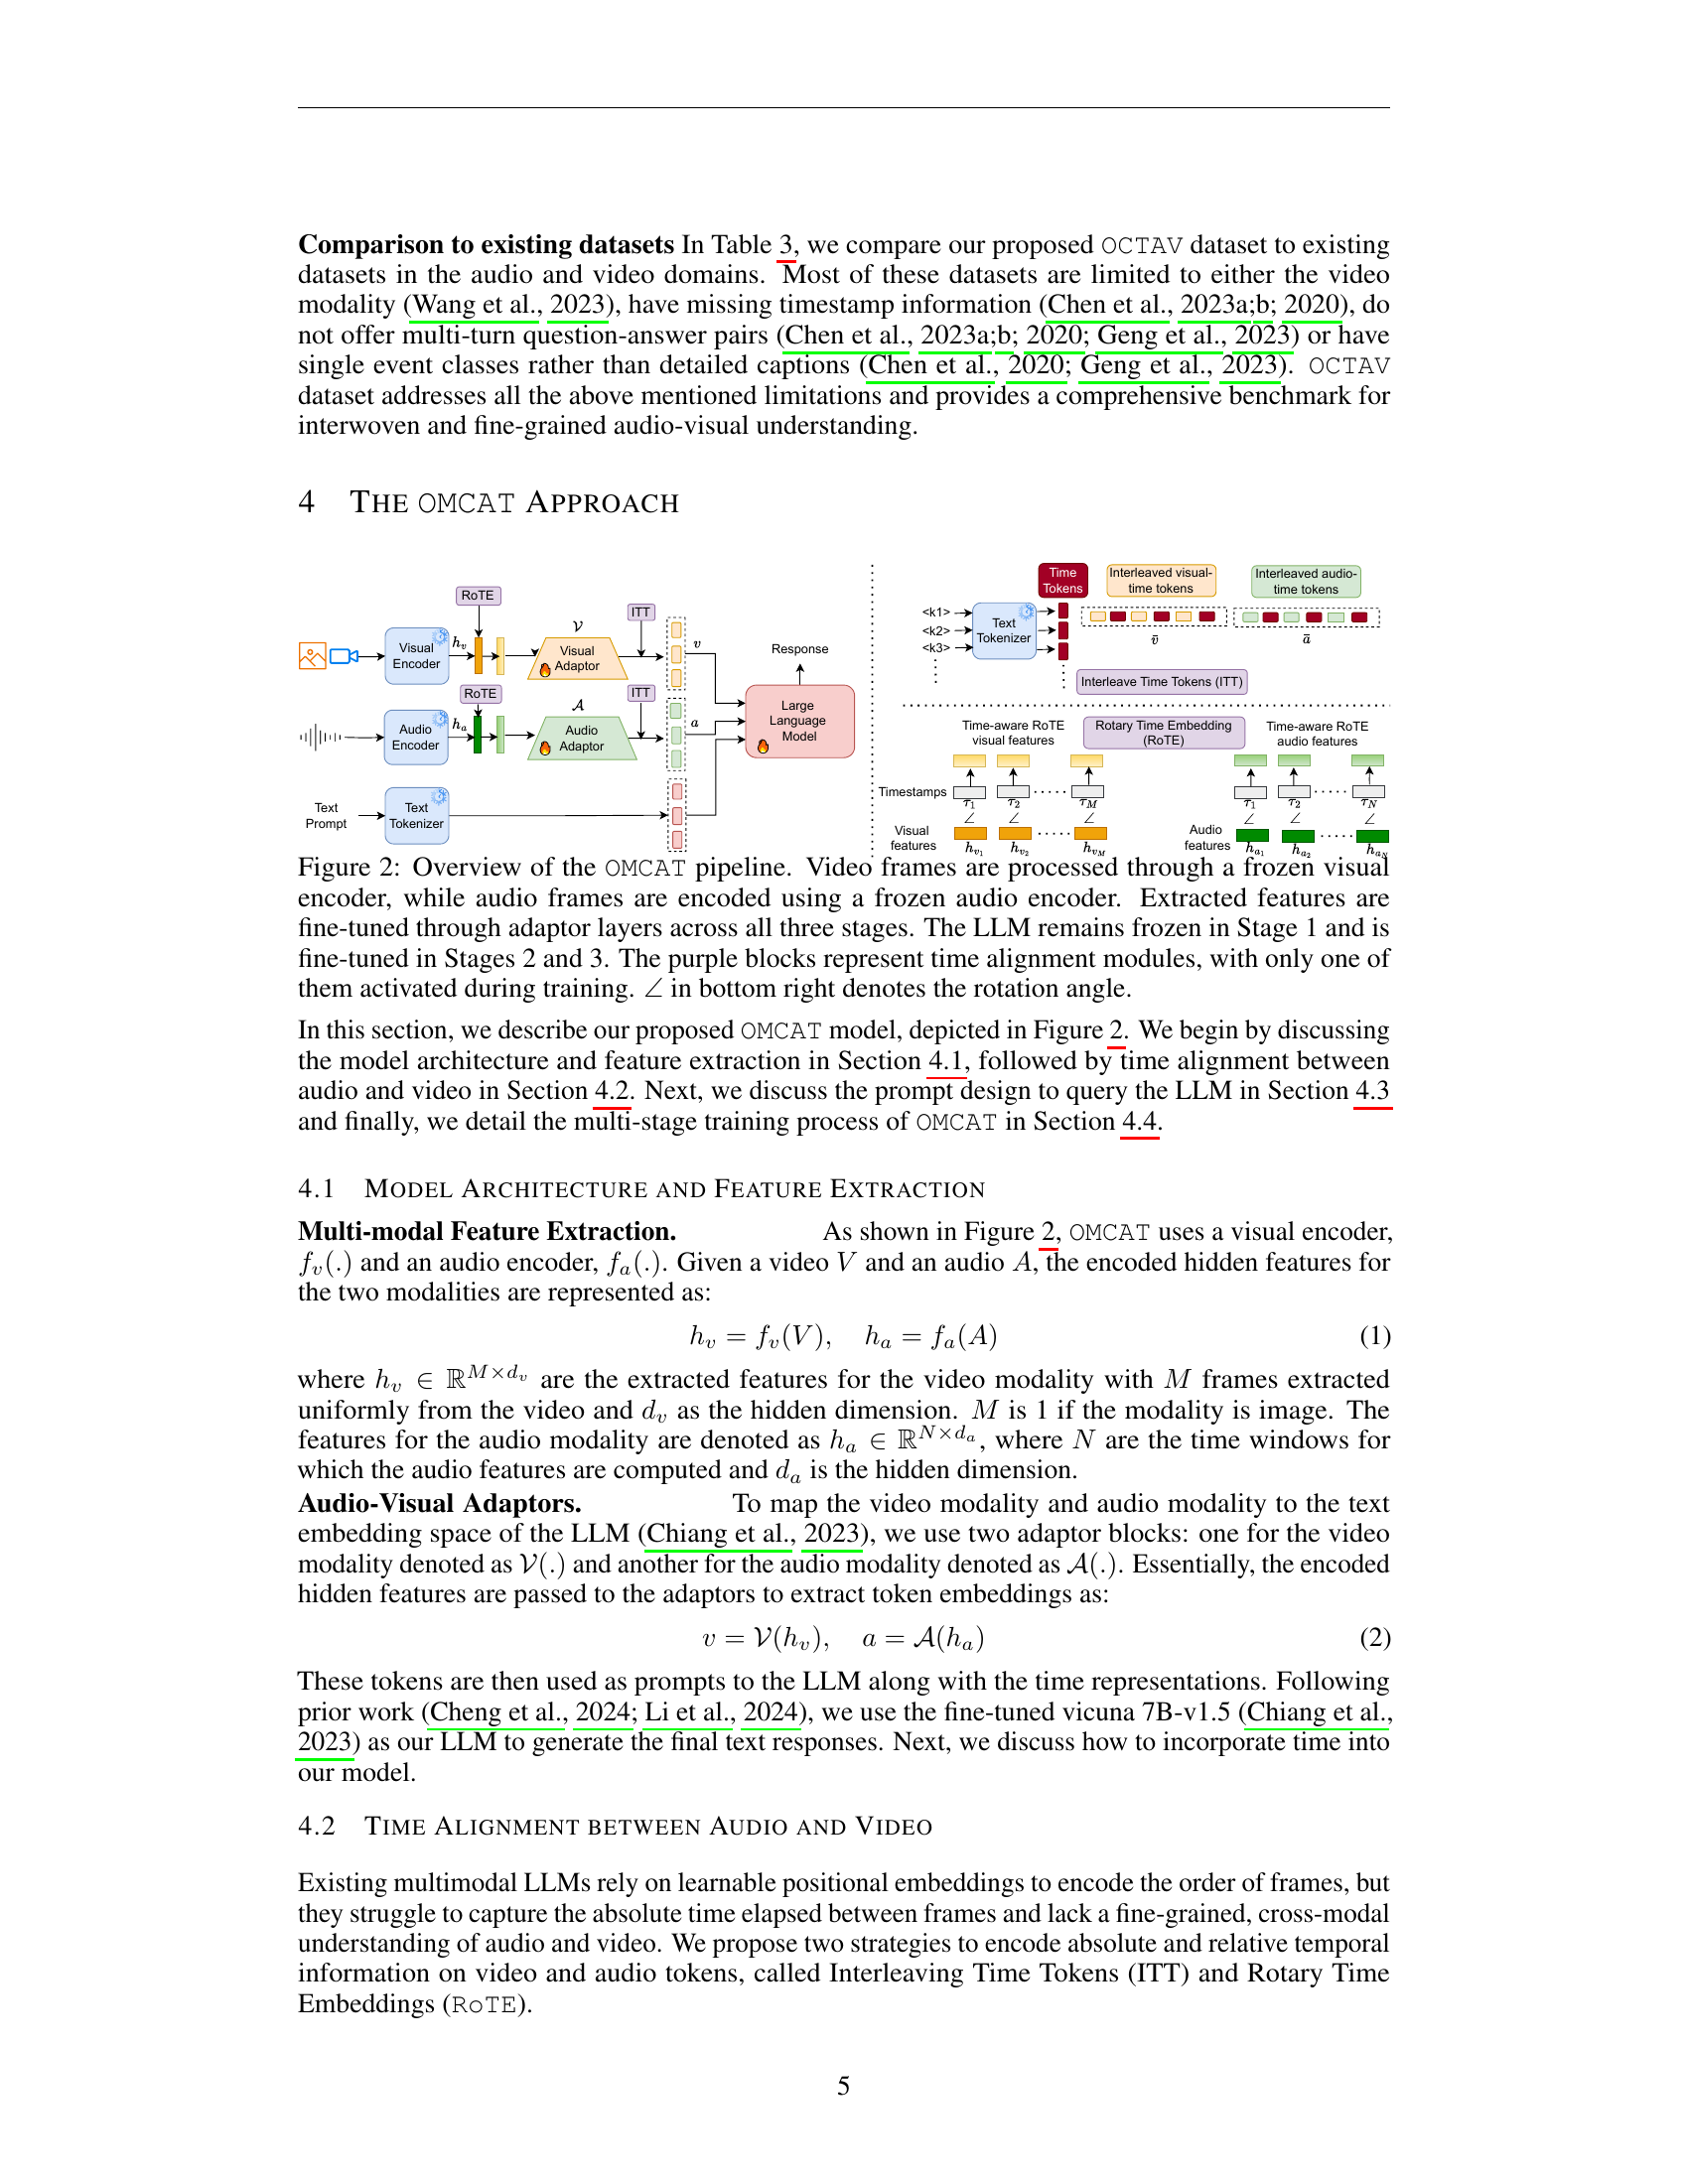 Comparison to existing datasets In Table 3, we compare our proposed OCTAV dataset to existing
datasets in the audio and video domains. Most of these datasets are limited to either the video
modality (Wang et al., 2023), have missing timestamp information (Chen et al., 2023a;b; 2020), do
not offer multi-turn question-answer pairs (Chen et al., 2023a;b; 2020; Geng et al., 2023) or have
single event classes rather than detailed captions (Chen et al., 2020; Geng et al., 2023). OCTAV
dataset addresses all the above mentioned limitations and provides a comprehensive benchmark for
interwoven and fine-grained audio-visual understanding.
4 THE OMCAT APPROACH
RoTE
Visual
Encoder
h_v
𝒱
Visual
Adaptor
ITT
v
RoTE
Audio
Encoder
h_a
𝒜
Audio
Adaptor
ITT
a
Text
Prompt
Text
Tokenizer
Response
Large
Language
Model
Time
Tokens
Interleaved visual-
time tokens
Interleaved audio-
time tokens
<k1>
<k2>
<k3>
Text
Tokenizer
v̄
ā
Interleave Time Tokens (ITT)
Time-aware RoTE
visual features
Rotary Time Embedding
(RoTE)
Time-aware RoTE
audio features
Timestamps
τ_1 τ_2 ..... τ_M
∠ ∠ ∠
Visual
features
h_{v_1} h_{v_2} h_{v_M}
τ_1 τ_2 ..... τ_N
∠ ∠ ∠
Audio
features
h_{a_1} h_{a_2} h_{a_N}
Figure 2: Overview of the OMCAT pipeline. Video frames are processed through a frozen visual
encoder, while audio frames are encoded using a frozen audio encoder. Extracted features are
fine-tuned through adaptor layers across all three stages. The LLM remains frozen in Stage 1 and is
fine-tuned in Stages 2 and 3. The purple blocks represent time alignment modules, with only one of
them activated during training. ∠ in bottom right denotes the rotation angle.
In this section, we describe our proposed OMCAT model, depicted in Figure 2. We begin by discussing
the model architecture and feature extraction in Section 4.1, followed by time alignment between
audio and video in Section 4.2. Next, we discuss the prompt design to query the LLM in Section 4.3
and finally, we detail the multi-stage training process of OMCAT in Section 4.4.
4.1 MODEL ARCHITECTURE AND FEATURE EXTRACTION
Multi-modal Feature Extraction. As shown in Figure 2, OMCAT uses a visual encoder,
f_v(.) and an audio encoder, f_a(.). Given a video V and an audio A, the encoded hidden features for
the two modalities are represented as:
h_v = f_v(V), h_a = f_a(A) (1)
where h_v ∈ ℝ^{M×d_v} are the extracted features for the video modality with M frames extracted
uniformly from the video and d_v as the hidden dimension. M is 1 if the modality is image. The
features for the audio modality are denoted as h_a ∈ ℝ^{N×d_a}, where N are the time windows for
which the audio features are computed and d_a is the hidden dimension.
Audio-Visual Adaptors. To map the video modality and audio modality to the text
embedding space of the LLM (Chiang et al., 2023), we use two adaptor blocks: one for the video
modality denoted as 𝒱(.) and another for the audio modality denoted as 𝒜(.). Essentially, the encoded
hidden features are passed to the adaptors to extract token embeddings as:
v = 𝒱(h_v), a = 𝒜(h_a) (2)
These tokens are then used as prompts to the LLM along with the time representations. Following
prior work (Cheng et al., 2024; Li et al., 2024), we use the fine-tuned vicuna 7B-v1.5 (Chiang et al.,
2023) as our LLM to generate the final text responses. Next, we discuss how to incorporate time into
our model.
4.2 TIME ALIGNMENT BETWEEN AUDIO AND VIDEO
Existing multimodal LLMs rely on learnable positional embeddings to encode the order of frames, but
they struggle to capture the absolute time elapsed between frames and lack a fine-grained, cross-modal
understanding of audio and video. We propose two strategies to encode absolute and relative temporal
information on video and audio tokens, called Interleaving Time Tokens (ITT) and Rotary Time
Embeddings (RoTE).
5